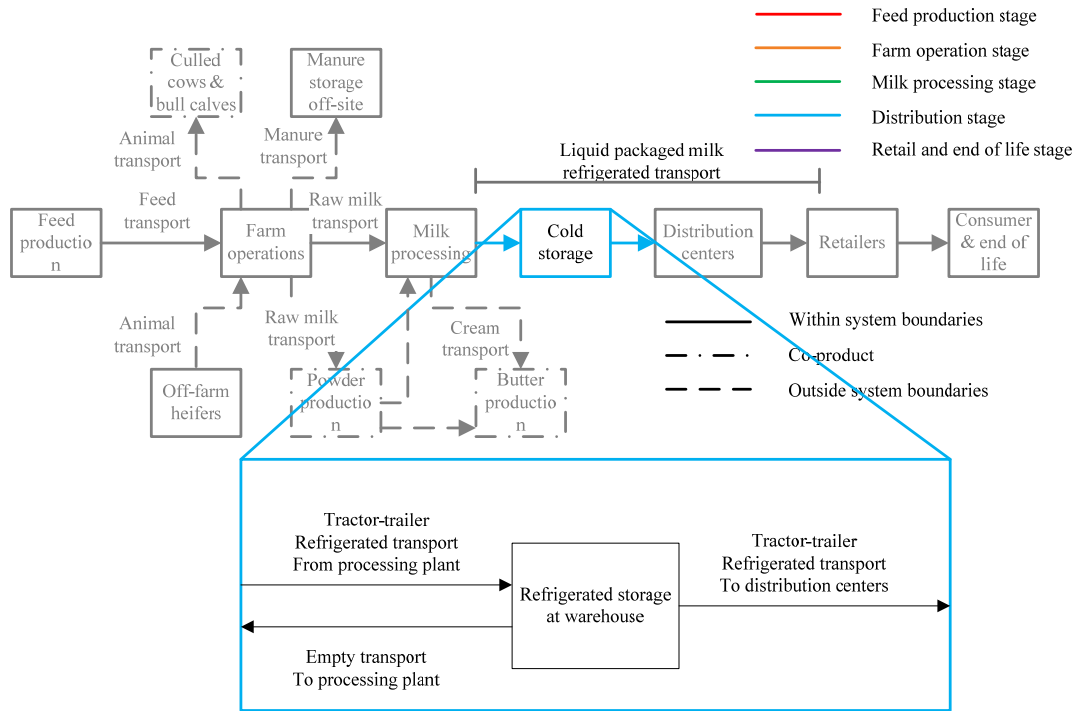 Feed production stage
Farm operation stage
Milk processing stage
Distribution stage
Retail and end of life stage
Culled
cows &
bull calves
Manure
storage
off-site
Animal
transport
Manure
transport
Liquid packaged milk
refrigerated transport
Feed
transport
Raw milk
transport
Feed
productio
n
Farm
operations
Milk
processing
Cold
storage
Distribution
centers
Retailers
Consumer
& end of
life
Animal
transport
Raw milk
transport
Cream
transport
Within system boundaries
Co-product
Outside system boundaries
Off-farm
heifers
Powder
productio
n
Butter
productio
n
Tractor-trailer
Refrigerated transport
From processing plant
Refrigerated storage
at warehouse
Tractor-trailer
Refrigerated transport
To distribution centers
Empty transport
To processing plant